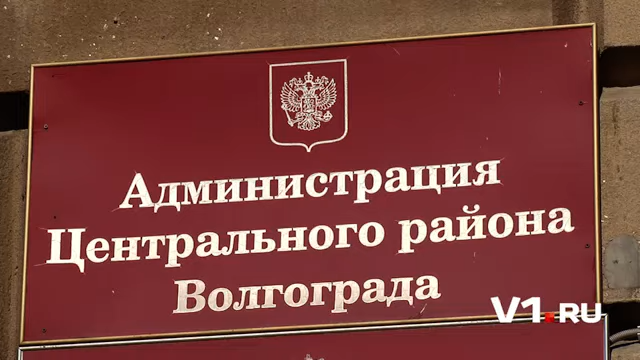 Администрация
Центрального района
Волгограда
V1.RU